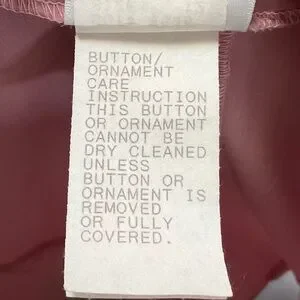 BUTTON/
ORNAMENT
CARE
INSTRUCTION
THIS BUTTON
OR ORNAMENT
CANNOT BE
DRY CLEANED
UNLESS
BUTTON OR
ORNAMENT IS
REMOVED
OR FULLY
COVERED.